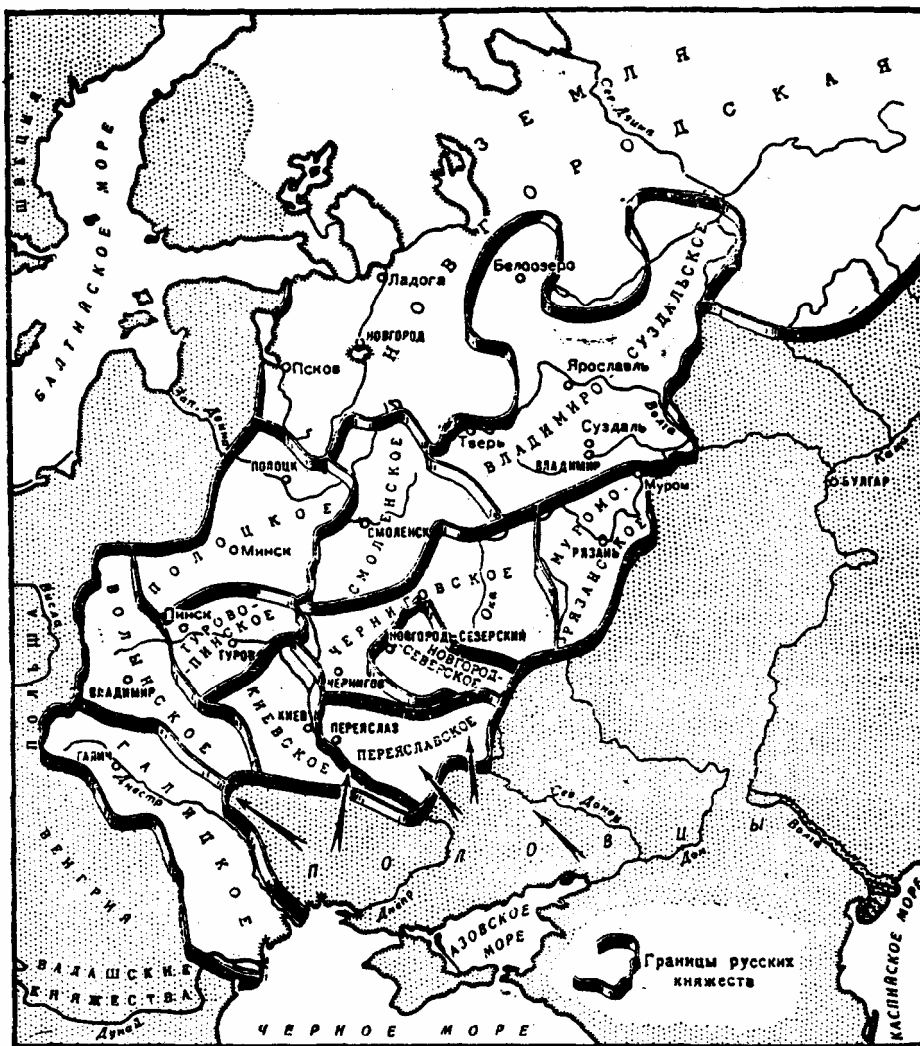 НОВГОРОДСКАЯ ЗЕМЛЯ
Сев. Двина
ШВЕЦИЯ
БАЛТИЙСКОЕ МОРЕ
Белоозеро
Ладога
НОВГОРОД
Псков
Ярославль
ВЛАДИМИРО-СУЗДАЛЬСКОЕ
Зап. Двина
Волга
Тверь
Суздаль
ВЛАДИМИР
Кама
БУЛГАР
ПОЛОЦК
СМОЛЕНСКОЕ
СМОЛЕНСК
Муром
МУРОМО-
РЯЗАНСКОЕ
РЯЗАНЬ
ПОЛОЦКОЕ
Минск
ЧЕРНИГОВСКОЕ
Ока
Висла
ПОЛЬША
ВОЛЫНСКОЕ
ПИНСК
ТУРОВО-
ПИНСКОЕ
ТУРОВ
НОВГОРОД-СЕВЕРСКИЙ
НОВГОРОД-
СЕВЕРСКОЕ
ВЛАДИМИР
ЧЕРНИГОВ
КИЕВ
КИЕВСКОЕ
ПЕРЕЯСЛАВ
ПЕРЕЯСЛАВСКОЕ
ГАЛИЧ
Днестр
ГАЛИЦКОЕ
Сев. Донец
ПОЛОВЦЫ
Дон
Волга
Днепр
ВЕНГРИЯ
АЗОВСКОЕ
МОРЕ
Границы русских
княжеств
ВАЛАШСКИЕ
КНЯЖЕСТВА
Дунай
ЧЕРНОЕ МОРЕ
КАСПИЙСКОЕ МОРЕ